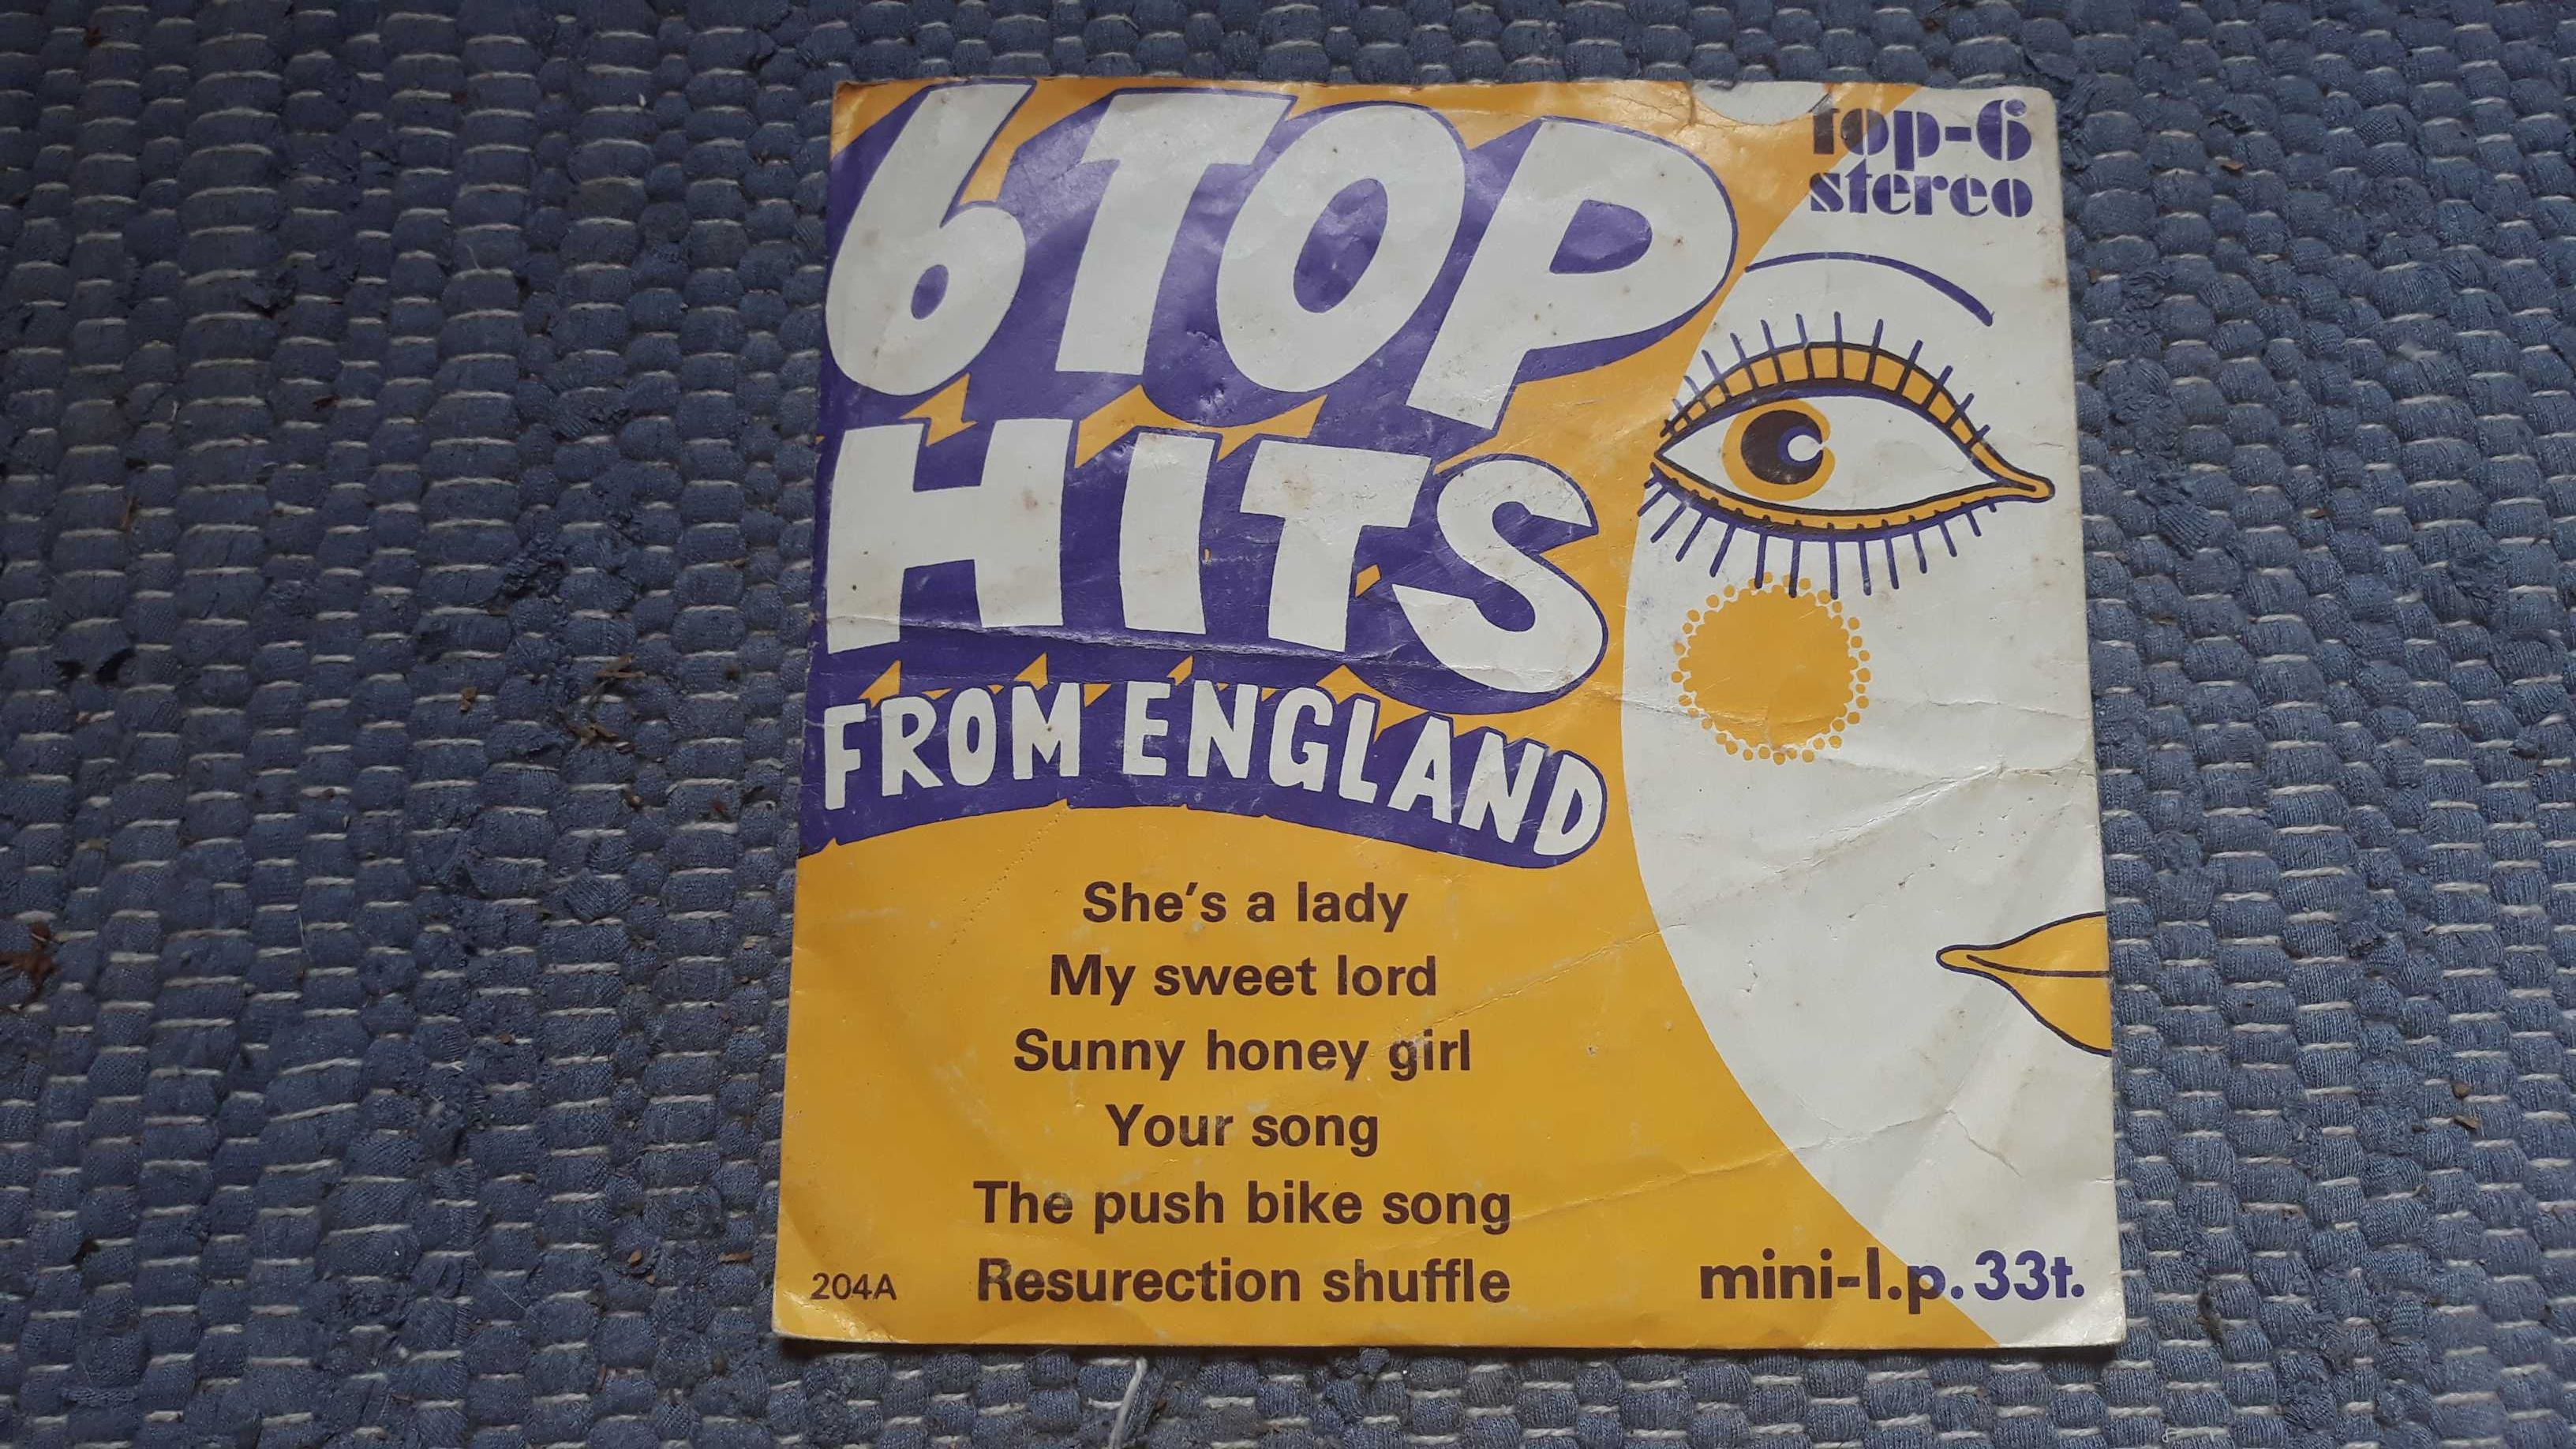 6 TOP
HITS
FROM ENGLAND
top-6
stereo
She's a lady
My sweet lord
Sunny honey girl
Your song
The push bike song
Resurection shuffle
204A
mini-l.p. 33t.